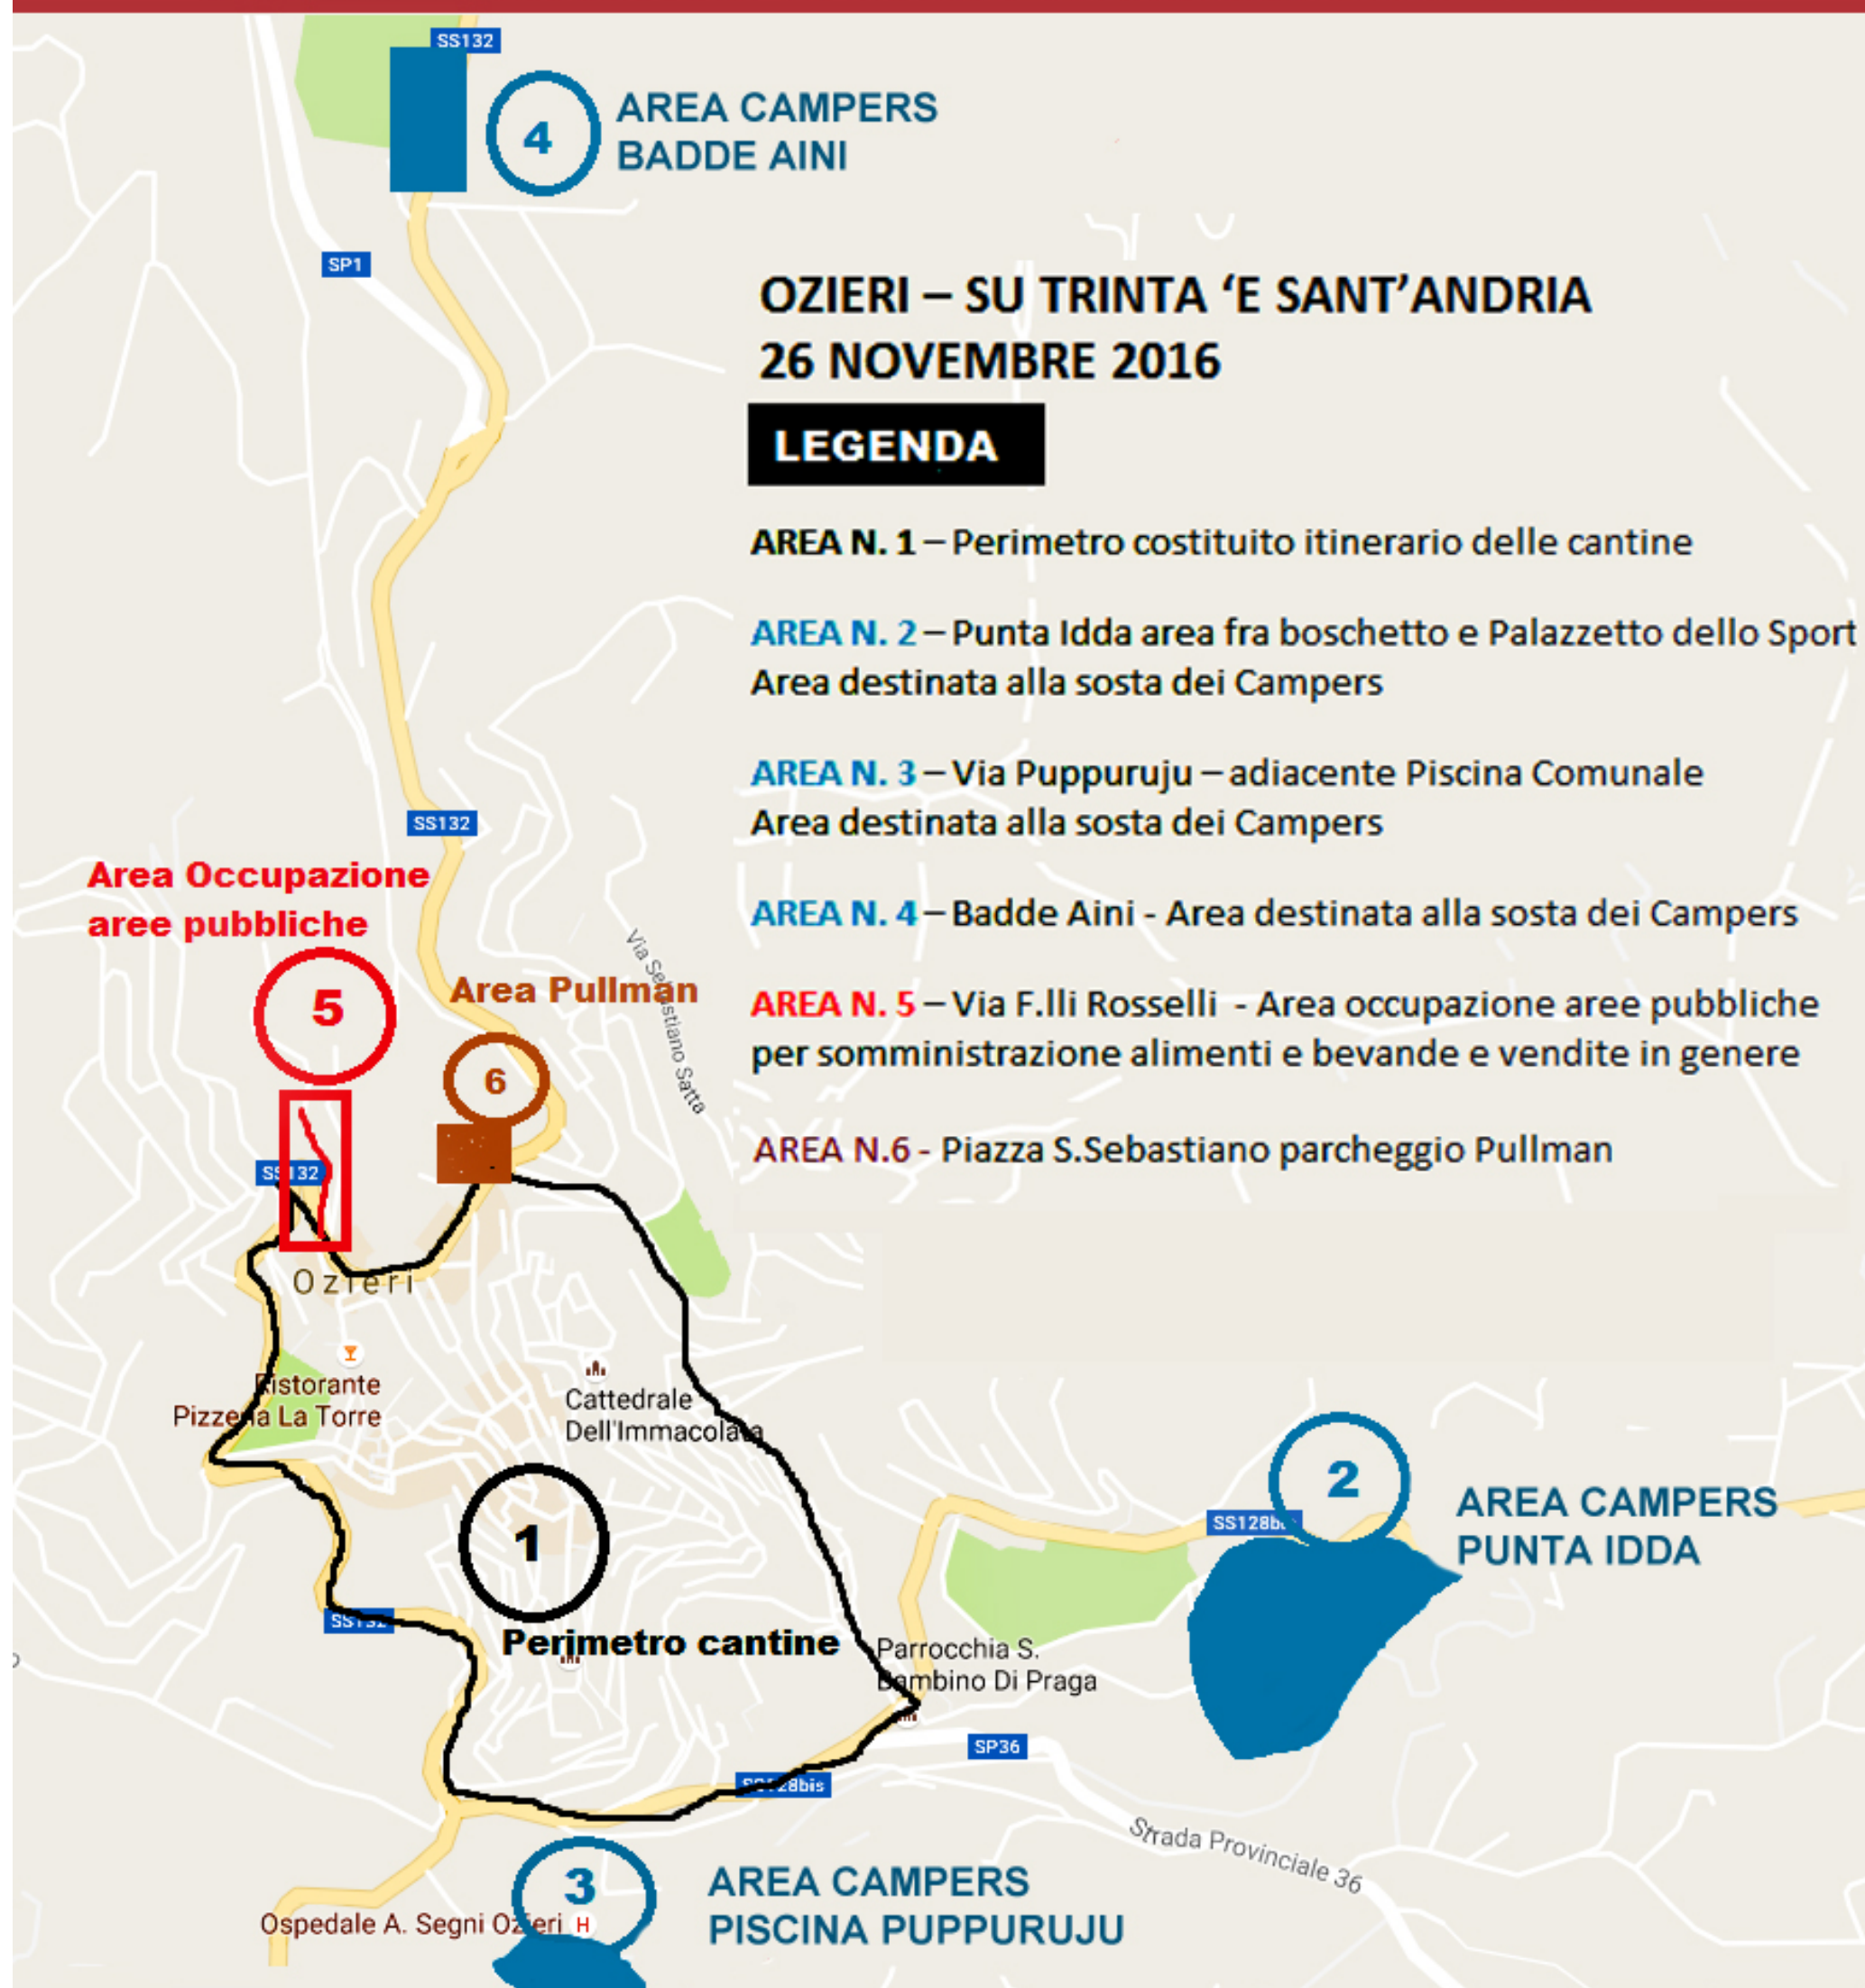 SS132
4
AREA CAMPERS
BADDE AINI
SP1
OZIERI – SU TRINTA ‘E SANT’ANDRIA
26 NOVEMBRE 2016
LEGENDA
AREA N. 1 – Perimetro costituito itinerario delle cantine
AREA N. 2 – Punta Idda area fra boschetto e Palazzetto dello Sport
Area destinata alla sosta dei Campers
AREA N. 3 – Via Puppuruju – adiacente Piscina Comunale
Area destinata alla sosta dei Campers
AREA N. 4 – Badde Aini - Area destinata alla sosta dei Campers
AREA N. 5 – Via F.lli Rosselli - Area occupazione aree pubbliche
per somministrazione alimenti e bevande e vendite in genere
AREA N.6 - Piazza S.Sebastiano parcheggio Pullman
SS132
Area Occupazione
aree pubbliche
5
Area Pullman
6
Via Sebastiano Satta
SS132
Ozieri
Ristorante
Pizzeria La Torre
Cattedrale
Dell'Immacolata
1
Perimetro cantine
SS132
2
SS128bis
AREA CAMPERS
PUNTA IDDA
Parrocchia S.
Bambino Di Praga
SP36
SS128bis
Strada Provinciale 36
3
AREA CAMPERS
PISCINA PUPPURUJU
Ospedale A. Segni Ozieri H